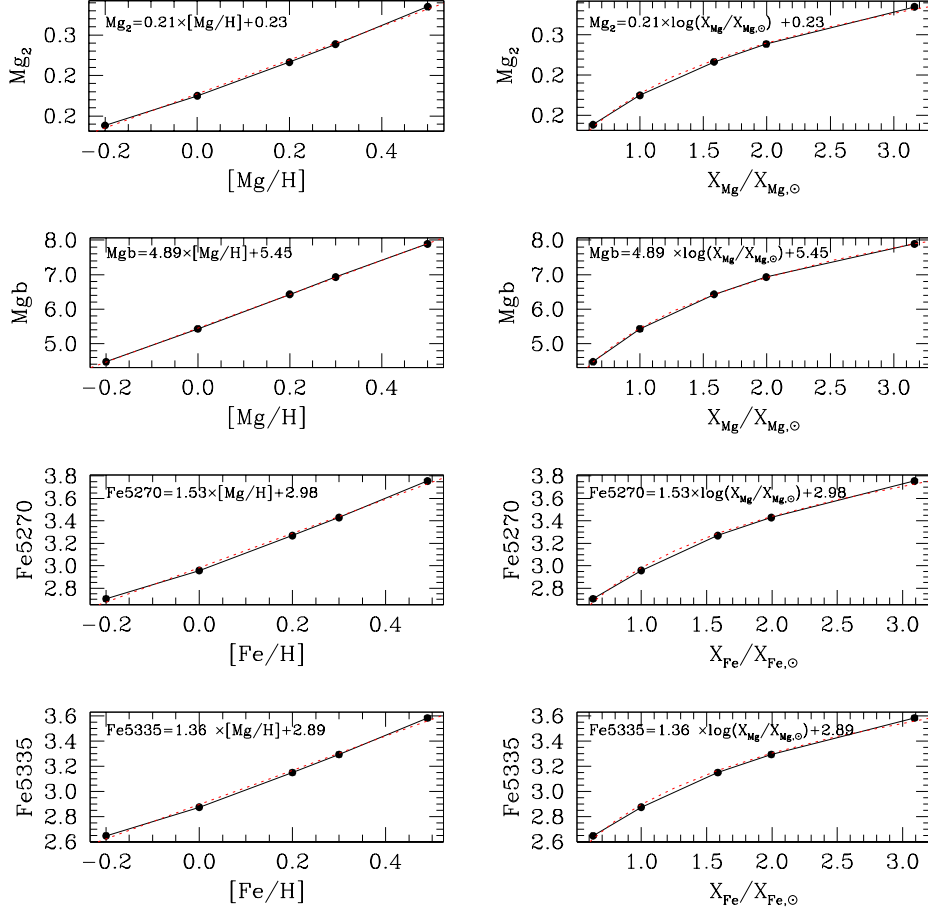 Mg₂=0.21×[Mg/H]+0.23
0.3
0.2
0.2
Mg₂
−0.2 0.0 0.2 0.4
[Mg/H]
Mg₂=0.21×log(X_Mg/X_Mg,⊙) +0.23
0.3
0.2
0.2
Mg₂
1.0 1.5 2.0 2.5 3.0
X_Mg/X_Mg,⊙
Mgb=4.89×[Mg/H]+5.45
8.0
7.0
6.0
5.0
Mgb
−0.2 0.0 0.2 0.4
[Mg/H]
Mgb=4.89 ×log(X_Mg/X_Mg,⊙)+5.45
8.0
7.0
6.0
5.0
Mgb
1.0 1.5 2.0 2.5 3.0
X_Mg/X_Mg,⊙
Fe5270=1.53×[Mg/H]+2.98
3.8
3.6
3.4
3.2
3.0
2.8
Fe5270
−0.2 0.0 0.2 0.4
[Fe/H]
Fe5270=1.53×log(X_Mg/X_Mg,⊙)+2.98
3.8
3.6
3.4
3.2
3.0
2.8
Fe5270
1.0 1.5 2.0 2.5 3.0
X_Fe/X_Fe,⊙
Fe5335=1.36 ×[Mg/H]+2.89
3.6
3.4
3.2
3.0
2.8
2.6
Fe5335
−0.2 0.0 0.2 0.4
[Fe/H]
Fe5335=1.36 ×log(X_Mg/X_Mg,⊙)+2.89
3.6
3.4
3.2
3.0
2.8
2.6
Fe5335
1.0 1.5 2.0 2.5 3.0
X_Fe/X_Fe,⊙